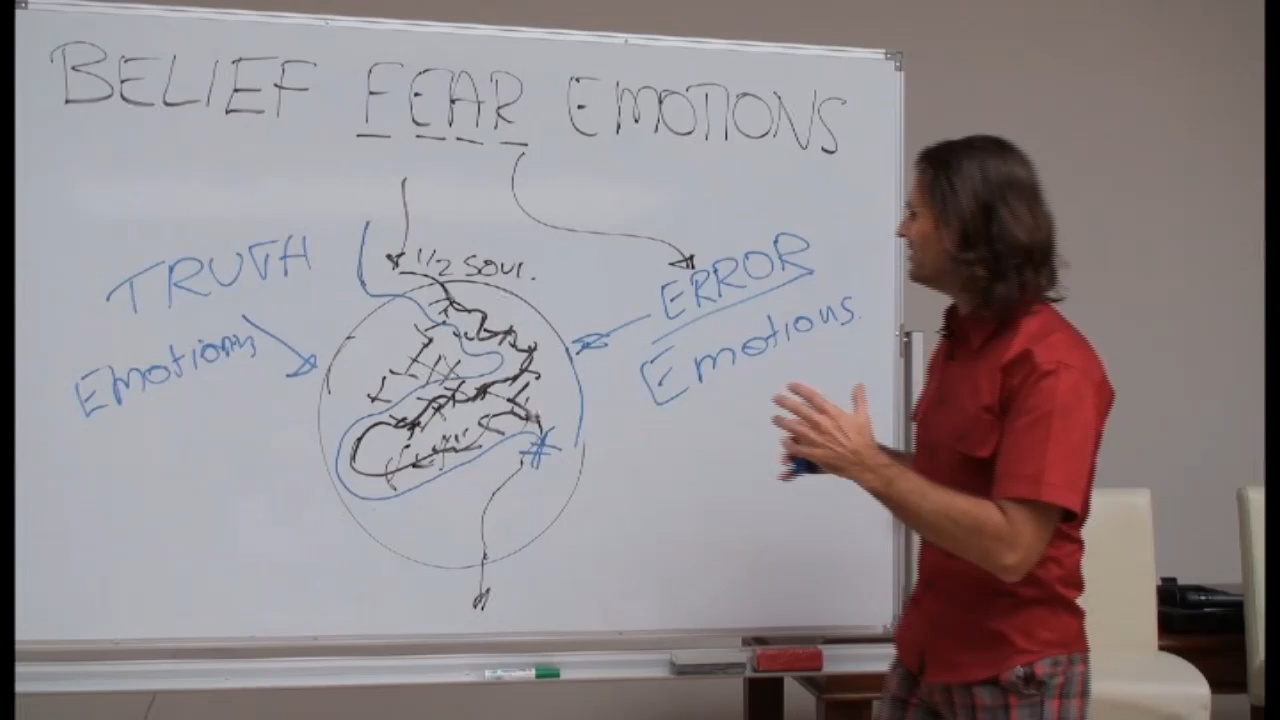 BELIEF FEAR EMOTIONS
TRUTH
Emotions
1/2 SOUL.
ERROR
Emotions.